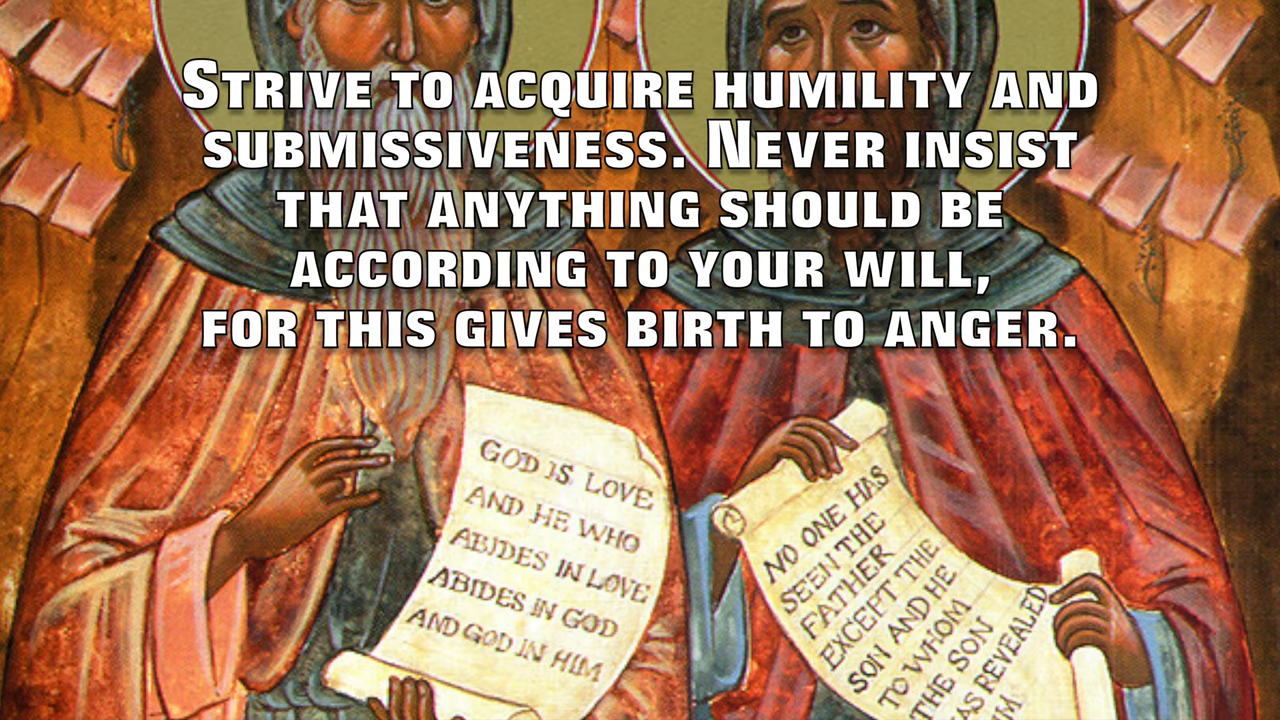 Strive to acquire humility and
submissiveness. Never insist
that anything should be
according to your will,
for this gives birth to anger.
GOD IS LOVE
AND HE WHO
ABIDES IN LOVE
ABIDES IN GOD
AND GOD IN HIM
NO ONE HAS
SEEN THE
FATHER
EXCEPT THE
SON AND HE
TO WHOM
THE SON
AS REVEALED